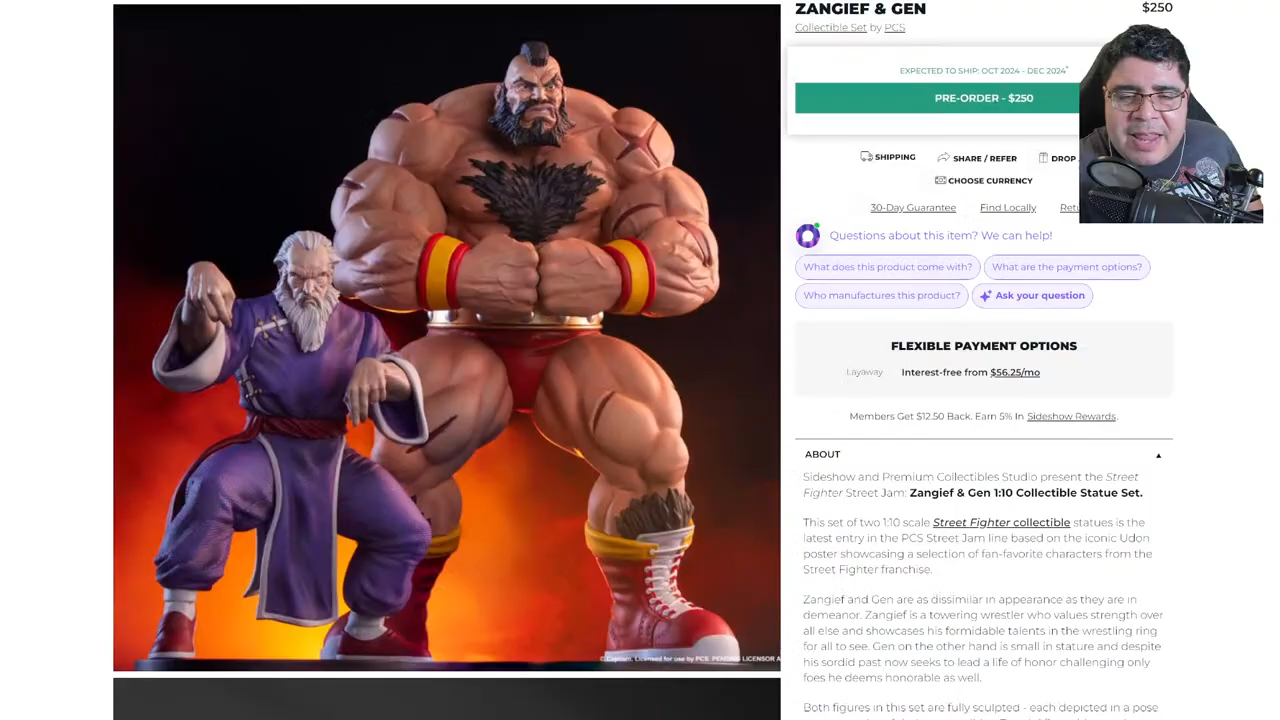 ZANGIEF & GEN
$250
Collectible Set by PCS
EXPECTED TO SHIP: OCT 2024 - DEC 2024*
PRE-ORDER - $250
SHIPPING
SHARE / REFER
DROP
CHOOSE CURRENCY
30-Day Guarantee
Find Locally
Questions about this item? We can help!
What does this product come with?
What are the payment options?
Who manufactures this product?
Ask your question
FLEXIBLE PAYMENT OPTIONS
Layaway
Interest-free from $56.25/mo
Members Get $12.50 Back. Earn 5% In Sideshow Rewards.
ABOUT
Sideshow and Premium Collectibles Studio present the Street
Fighter Street Jam: Zangief & Gen 1:10 Collectible Statue Set.
This set of two 1:10 scale Street Fighter collectible statues is the
latest entry in the PCS Street Jam line based on the iconic Udon
poster showcasing a selection of fan-favorite characters from the
Street Fighter franchise.
Zangief and Gen are as dissimilar in appearance as they are in
demeanor. Zangief is a towering wrestler who values strength over
all else and showcases his formidable talents in the wrestling ring
for all to see. Gen on the other hand is small in stature and despite
his sordid past now seeks to lead a life of honor challenging only
foes he deems honorable as well.
Both figures in this set are fully sculpted - each depicted in a pose
© Capcom. Licensed for use by PCS. PENDING LICENSOR A